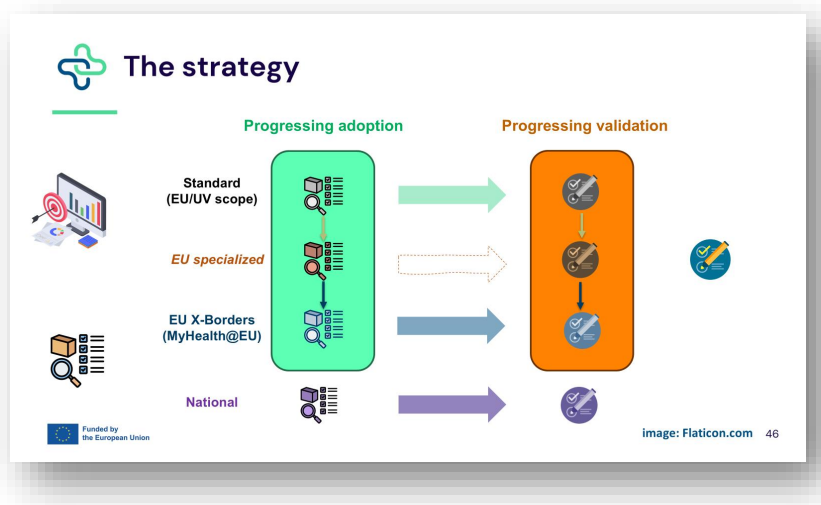 The strategy
Progressing adoption
Progressing validation
Standard
(EU/UV scope)
EU specialized
EU X-Borders
(MyHealth@EU)
National
Funded by
the European Union
image: Flaticon.com 46